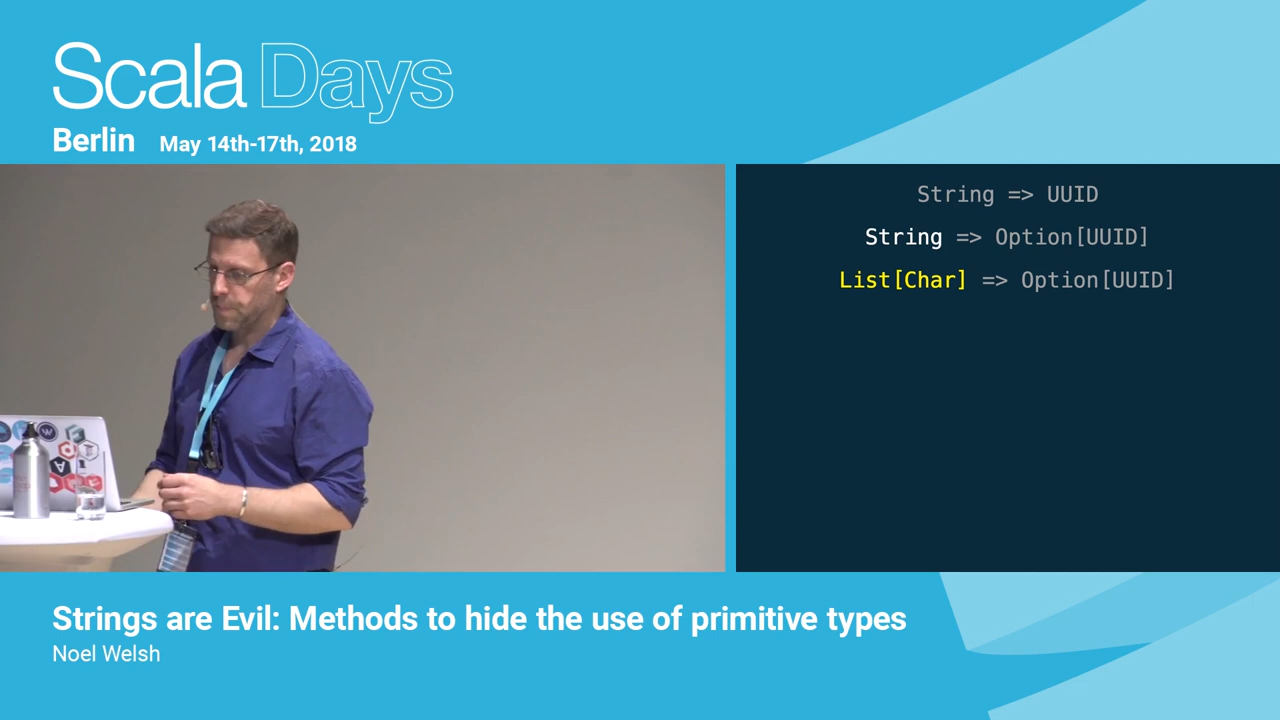 Scala Days
Berlin May 14th-17th, 2018
String => UUID
String => Option[UUID]
List[Char] => Option[UUID]
Strings are Evil: Methods to hide the use of primitive types
Noel Welsh